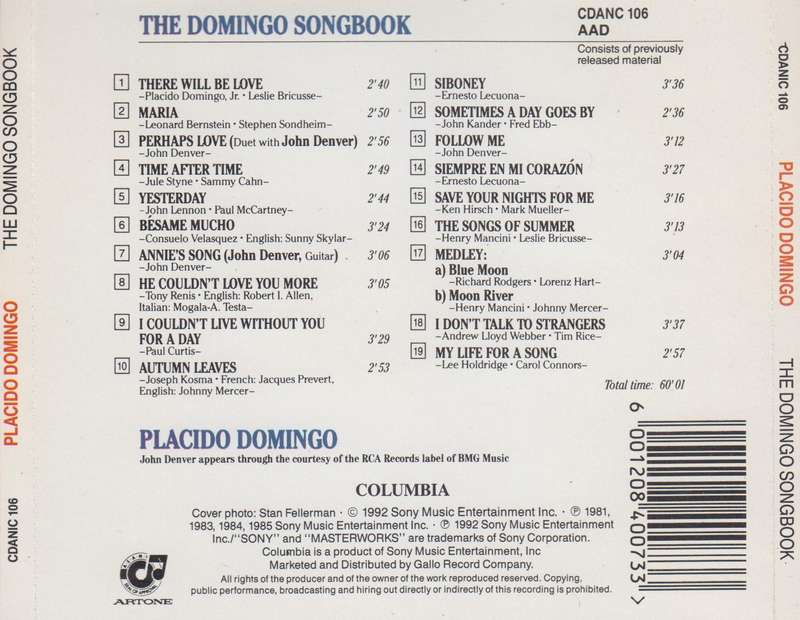 THE DOMINGO SONGBOOK
CDANC 106
AAD
Consists of previously
released material
1 THERE WILL BE LOVE 2'40
–Placido Domingo, Jr. • Leslie Bricusse–
2 MARIA 2'50
–Leonard Bernstein • Stephen Sondheim–
3 PERHAPS LOVE (Duet with John Denver) 2'56
–John Denver–
4 TIME AFTER TIME 2'49
–Jule Styne • Sammy Cahn–
5 YESTERDAY 2'44
–John Lennon • Paul McCartney–
6 BÉSAME MUCHO 3'24
–Consuelo Velasquez • English: Sunny Skylar–
7 ANNIE'S SONG (John Denver, Guitar) 3'06
–John Denver–
8 HE COULDN'T LOVE YOU MORE 3'05
–Tony Renis • English: Robert I. Allen,
Italian: Mogala-A. Testa–
9 I COULDN'T LIVE WITHOUT YOU
FOR A DAY 3'29
–Paul Curtis–
10 AUTUMN LEAVES 2'53
–Joseph Kosma • French: Jacques Prevert,
English: Johnny Mercer–
11 SIBONEY 3'36
–Ernesto Lecuona–
12 SOMETIMES A DAY GOES BY 2'36
–John Kander • Fred Ebb–
13 FOLLOW ME 3'12
–John Denver–
14 SIEMPRE EN MI CORAZÓN 3'27
–Ernesto Lecuona–
15 SAVE YOUR NIGHTS FOR ME 3'16
–Ken Hirsch • Mark Mueller–
16 THE SONGS OF SUMMER 3'13
–Henry Mancini • Leslie Bricusse–
17 MEDLEY: 3'04
a) Blue Moon
–Richard Rodgers • Lorenz Hart–
b) Moon River
–Henry Mancini • Johnny Mercer–
18 I DON'T TALK TO STRANGERS 3'37
–Andrew Lloyd Webber • Tim Rice–
19 MY LIFE FOR A SONG 2'57
–Lee Holdridge • Carol Connors–
Total time: 60'01
PLACIDO DOMINGO
John Denver appears through the courtesy of the RCA Records label of BMG Music
COLUMBIA
Cover photo: Stan Fellerman • © 1992 Sony Music Entertainment Inc. • ℗ 1981,
1983, 1984, 1985 Sony Music Entertainment Inc. • ℗ 1992 Sony Music Entertainment
Inc./"SONY" and "MASTERWORKS" are trademarks of Sony Corporation.
Columbia is a product of Sony Music Entertainment, Inc
Marketed and Distributed by Gallo Record Company.
All rights of the producer and of the owner of the work reproduced reserved. Copying,
public performance, broadcasting and hiring out directly or indirectly of this recording is prohibited.
ARTONE
6 001208 400733 >
CDANIC 106 PLACIDO DOMINGO THE DOMINGO SONGBOOK
CDANIC 106 PLACIDO DOMINGO THE DOMINGO SONGBOOK